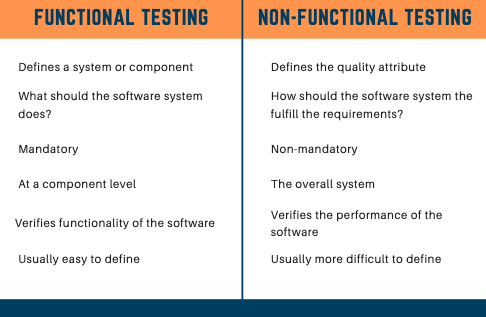 FUNCTIONAL TESTING
NON-FUNCTIONAL TESTING
Defines a system or component
Defines the quality attribute
What should the software system
does?
How should the software system the
fulfill the requirements?
Mandatory
Non-mandatory
At a component level
The overall system
Verifies functionality of the software
Verifies the performance of the
software
Usually easy to define
Usually more difficult to define